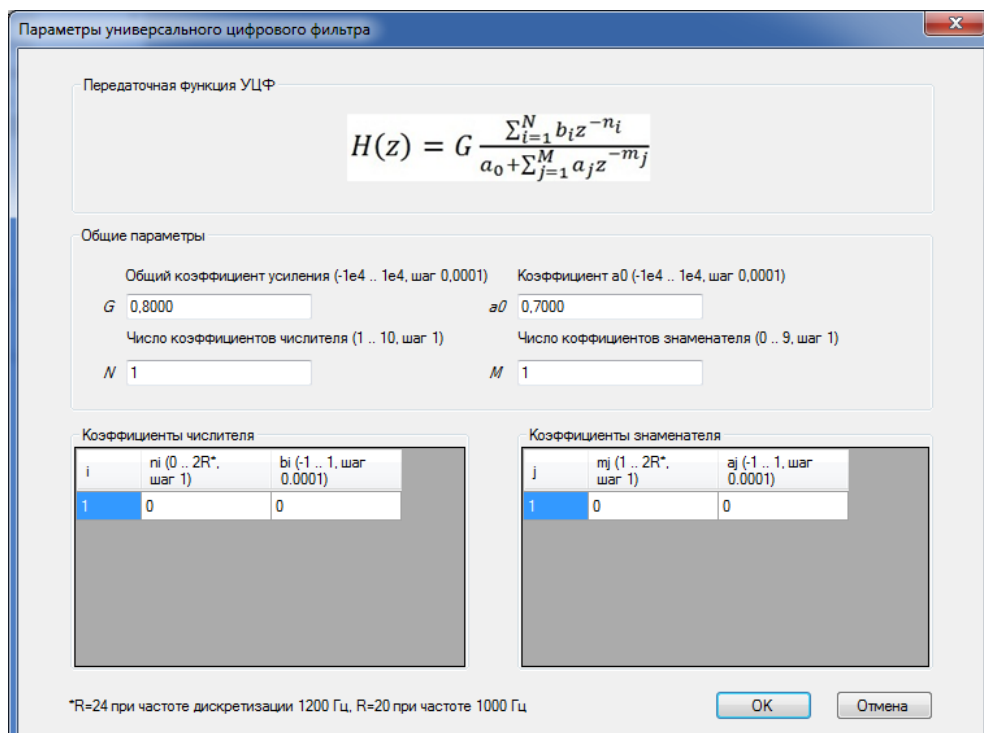 Параметры универсального цифрового фильтра
x
Передаточная функция УЦФ
H(z) = G \frac{\sum_{i=1}^{N} b_i z^{-n_i}}{a_0 + \sum_{j=1}^{M} a_j z^{-m_j}}
Общие параметры
Общий коэффициент усиления (-1e4 .. 1e4, шаг 0,0001) Коэффициент a0 (-1e4 .. 1e4, шаг 0,0001)
G 0,8000 a0 0,7000
Число коэффициентов числителя (1 .. 10, шаг 1) Число коффициентов знаменателя (0 .. 9, шаг 1)
N 1 M 1
Коэффициенты числителя
i ni (0 .. 2R*, шаг 1) bi (-1 .. 1, шаг 0.0001)
1 0 0
Коэффициенты знаменателя
j mj (1 .. 2R*, шаг 1) aj (-1 .. 1, шаг 0.0001)
1 0 0
*R=24 при частоте дискретизации 1200 Гц, R=20 при частоте 1000 Гц
OK Отмена